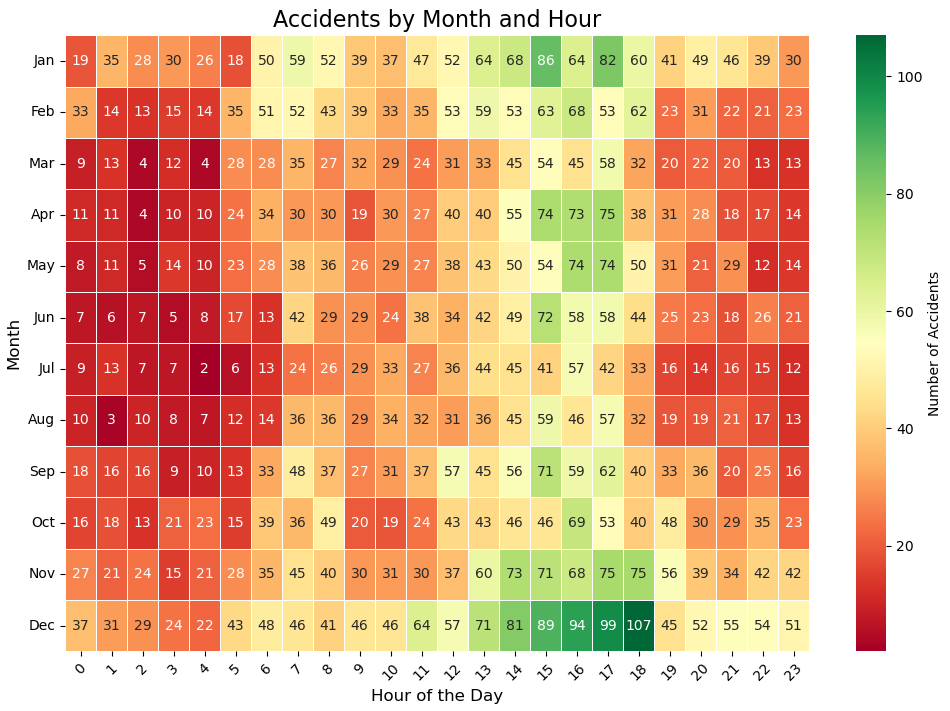 Accidents by Month and Hour
Jan 19 35 28 30 26 18 50 59 52 39 37 47 52 64 68 86 64 82 60 41 49 46 39 30
Feb 33 14 13 15 14 35 51 52 43 39 33 35 53 59 53 63 68 53 62 23 31 22 21 23
Mar 9 13 4 12 4 28 28 35 27 32 29 24 31 33 45 54 45 58 32 20 22 20 13 13
Apr 11 11 4 10 10 24 34 30 30 19 30 27 40 40 55 74 73 75 38 31 28 18 17 14
May 8 11 5 14 10 23 28 38 36 26 29 27 38 43 50 54 74 74 50 31 21 29 12 14
Jun 7 6 7 5 8 17 13 42 29 29 24 38 34 42 49 72 58 58 44 25 23 18 26 21
Jul 9 13 7 7 2 6 13 24 26 29 33 27 36 44 45 41 57 42 33 16 14 16 15 12
Aug 10 3 10 8 7 12 14 36 36 29 34 32 31 36 45 59 46 57 32 19 19 21 17 13
Sep 18 16 16 9 10 13 33 48 37 27 31 37 57 45 56 71 59 62 40 33 36 20 25 16
Oct 16 18 13 21 23 15 39 36 49 20 19 24 43 43 46 46 69 53 40 48 30 29 35 23
Nov 27 21 24 15 21 28 35 45 40 30 31 30 37 60 73 71 68 75 75 56 39 34 42 42
Dec 37 31 29 24 22 43 48 46 41 46 46 64 57 71 81 89 94 99 107 45 52 55 54 51
0 1 2 3 4 5 6 7 8 9 10 11 12 13 14 15 16 17 18 19 20 21 22 23
Hour of the Day
Month
100
80
60
40
20
Number of Accidents